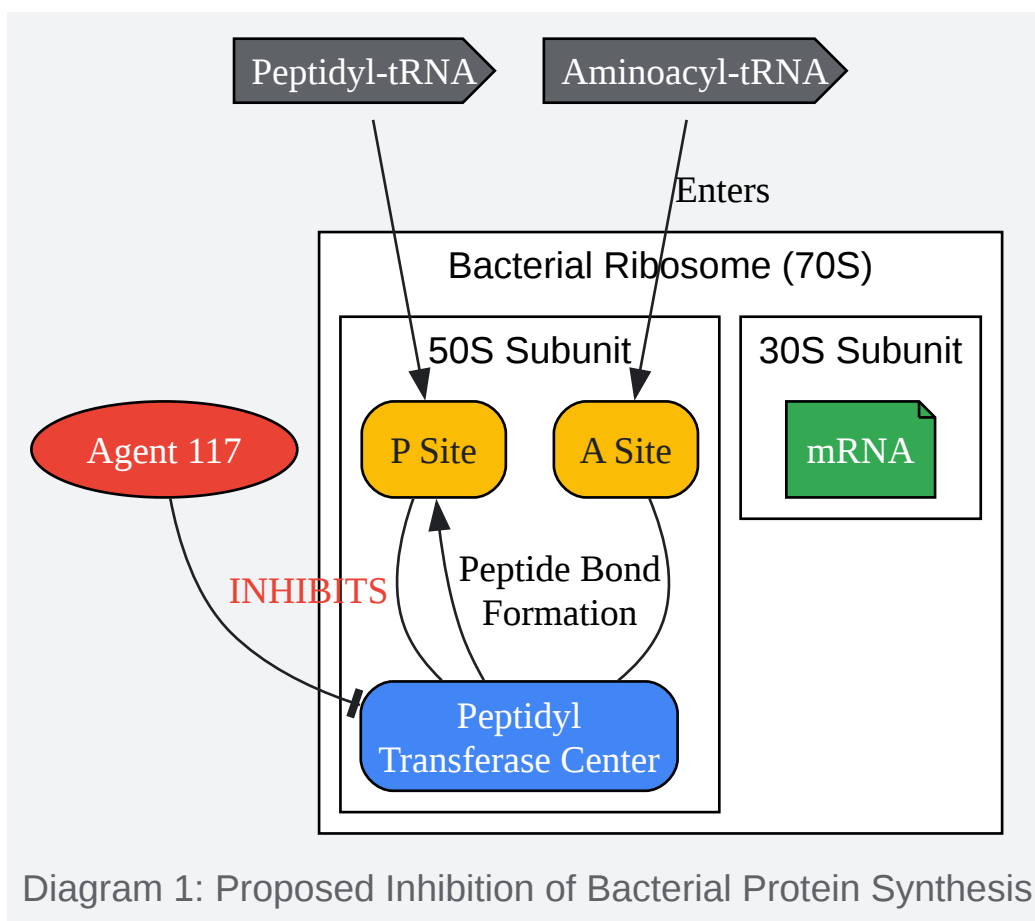 Peptidyl-tRNA
Aminoacyl-tRNA
Enters
Bacterial Ribosome (70S)
50S Subunit
30S Subunit
Agent 117
P Site
A Site
mRNA
INHIBITS
Peptide Bond
Formation
Peptidyl
Transferase Center
Diagram 1: Proposed Inhibition of Bacterial Protein Synthesis